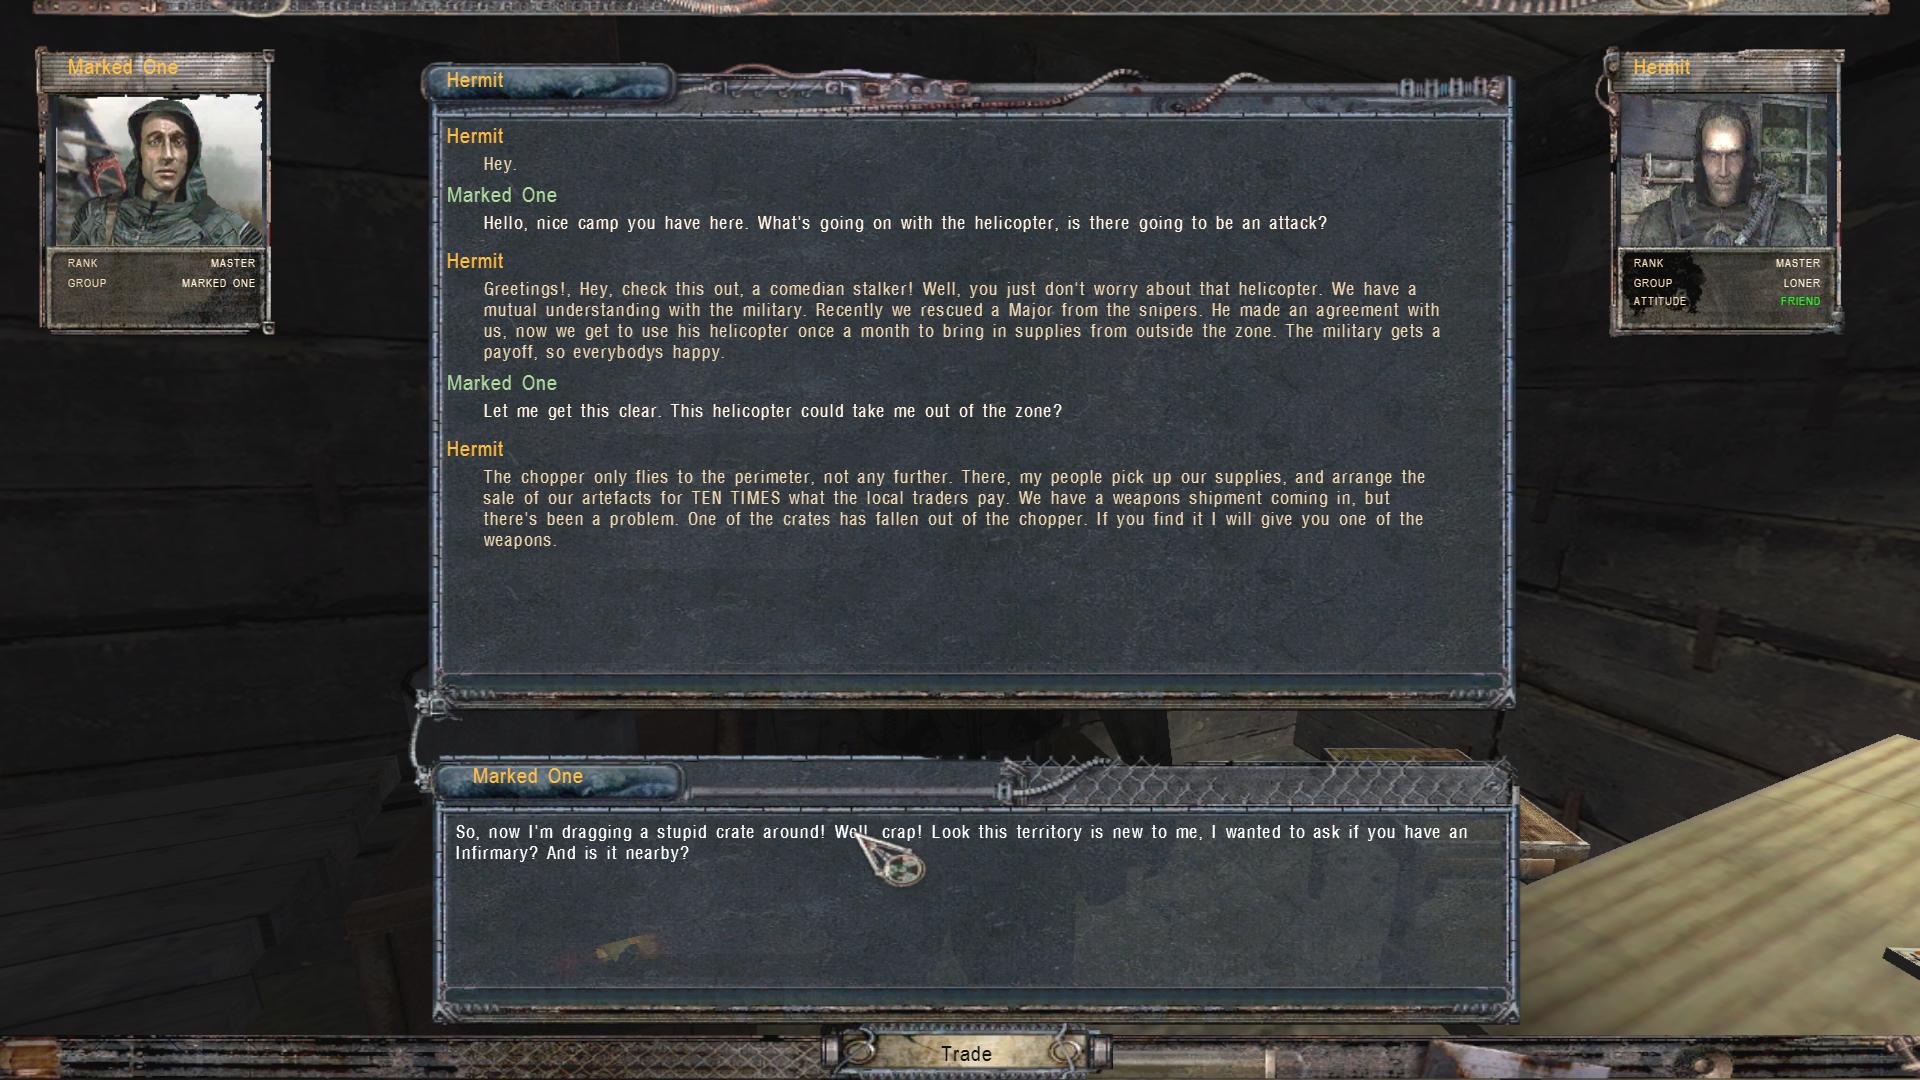 Marked One
RANK MASTER
GROUP MARKED ONE
Hermit
Hermit
Hey.
Marked One
Hello, nice camp you have here. What's going on with the helicopter, is there going to be an attack?
Hermit
Greetings!, Hey, check this out, a comedian stalker! Well, you just don't worry about that helicopter. We have a
mutual understanding with the military. Recently we rescued a Major from the snipers. He made an agreement with
us, now we get to use his helicopter once a month to bring in supplies from outside the zone. The military gets a
payoff, so everybodys happy.
Marked One
Let me get this clear. This helicopter could take me out of the zone?
Hermit
The chopper only flies to the perimeter, not any further. There, my people pick up our supplies, and arrange the
sale of our artefacts for TEN TIMES what the local traders pay. We have a weapons shipment coming in, but
there's been a problem. One of the crates has fallen out of the chopper. If you find it I will give you one of the
weapons.
Hermit
RANK MASTER
GROUP LONER
ATTITUDE FRIEND
Marked One
So, now I'm dragging a stupid crate around! Well, crap! Look this territory is new to me, I wanted to ask if you have an
Infirmary? And is it nearby?
Trade